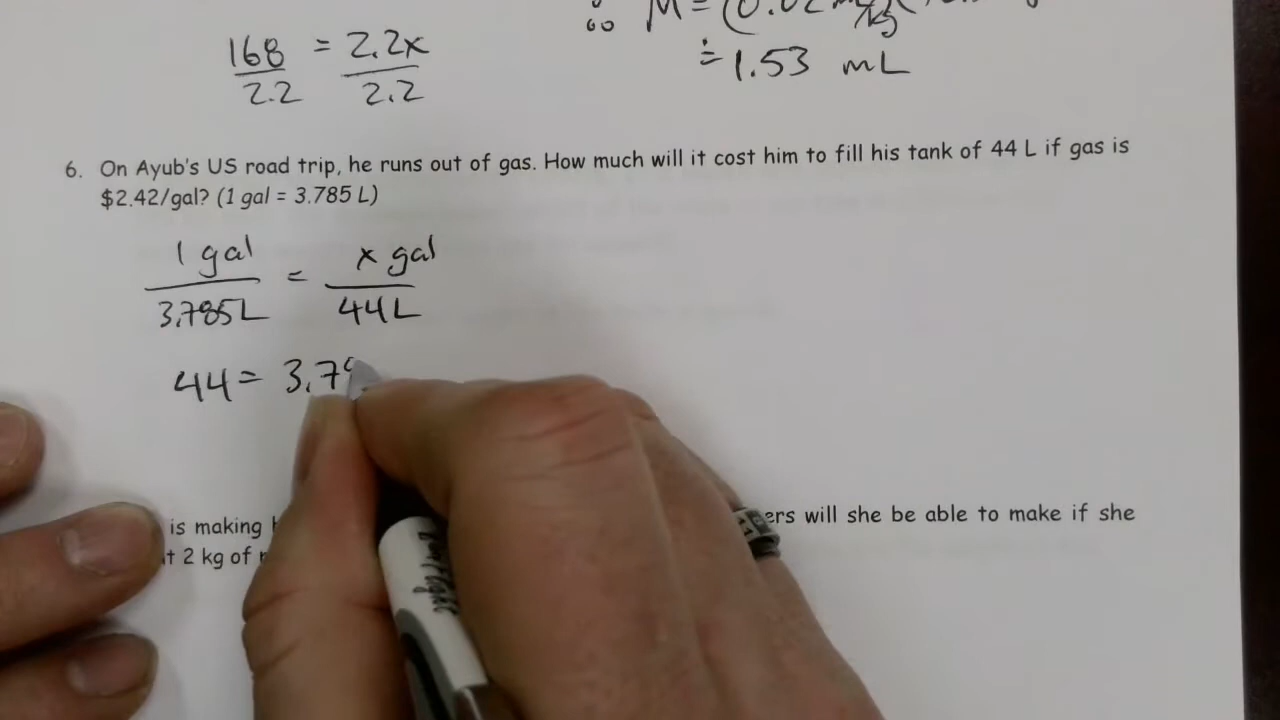 168 = 2.2x
2.2 2.2
∴ M =
≐ 1.53 mL
6. On Ayub's US road trip, he runs out of gas. How much will it cost him to fill his tank of 44 L if gas is
$2.42/gal? (1 gal = 3.785 L)
1 gal = x gal
3.785L 44L
44 = 3.7
is making
ers will she be able to make if she
t 2 kg of